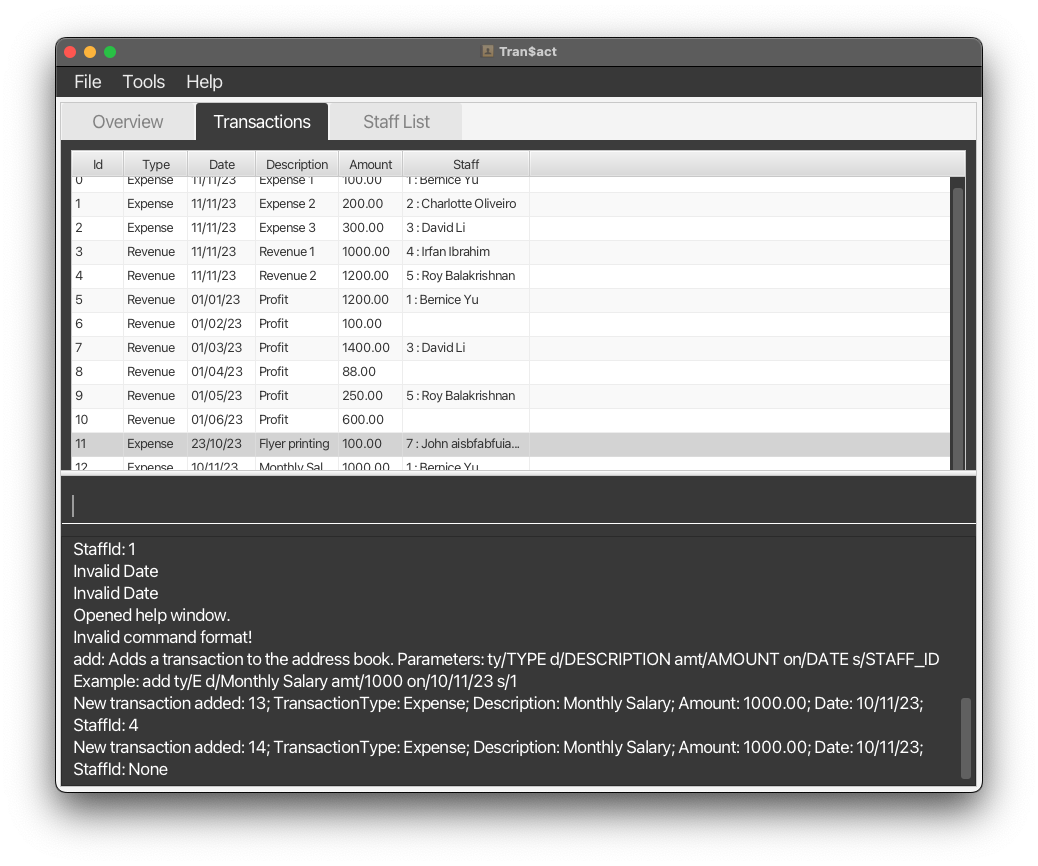 Tran$act
File Tools Help
Overview Transactions Staff List
Id Type Date Description Amount Staff
0 Expense 11/11/23 Expense 1 100.00 1 : Bernice Yu
1 Expense 11/11/23 Expense 2 200.00 2 : Charlotte Oliveiro
2 Expense 11/11/23 Expense 3 300.00 3 : David Li
3 Revenue 11/11/23 Revenue 1 1000.00 4 : Irfan Ibrahim
4 Revenue 11/11/23 Revenue 2 1200.00 5 : Roy Balakrishnan
5 Revenue 01/01/23 Profit 1200.00 1 : Bernice Yu
6 Revenue 01/02/23 Profit 100.00
7 Revenue 01/03/23 Profit 1400.00 3 : David Li
8 Revenue 01/04/23 Profit 88.00
9 Revenue 01/05/23 Profit 250.00 5 : Roy Balakrishnan
10 Revenue 01/06/23 Profit 600.00
11 Expense 23/10/23 Flyer printing 100.00 7 : John aisbfabfuia...
12 Expense 10/11/23 Monthly Sal... 1000.00 1 : Bernice Yu
StaffId: 1
Invalid Date
Invalid Date
Opened help window.
Invalid command format!
add: Adds a transaction to the address book. Parameters: ty/TYPE d/DESCRIPTION amt/AMOUNT on/DATE s/STAFF_ID
Example: add ty/E d/Monthly Salary amt/1000 on/10/11/23 s/1
New transaction added: 13; TransactionType: Expense; Description: Monthly Salary; Amount: 1000.00; Date: 10/11/23;
StaffId: 4
New transaction added: 14; TransactionType: Expense; Description: Monthly Salary; Amount: 1000.00; Date: 10/11/23;
StaffId: None